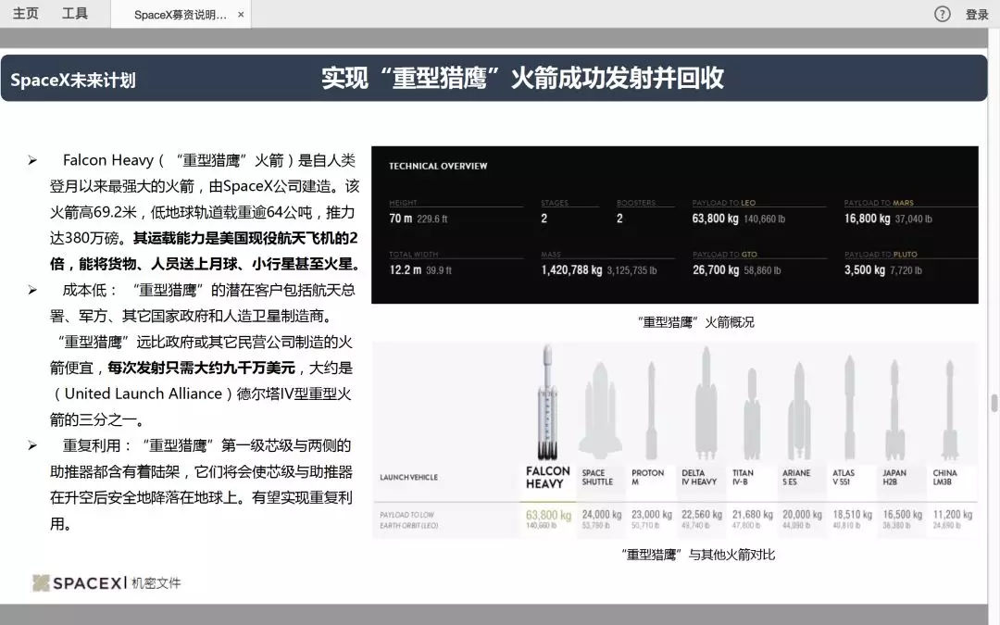 主页 工具 SpaceX募资说明... × ? 登录
SpaceX未来计划
实现“重型猎鹰”火箭成功发射并回收
➢ Falcon Heavy（“重型猎鹰”火箭）是自人类
登月以来最强大的火箭，由SpaceX公司建造。该
火箭高69.2米，低地球轨道载重逾64公吨，推力
达380万磅。其运载能力是美国现役航天飞机的2
倍，能将货物、人员送上月球、小行星甚至火星。
➢ 成本低：“重型猎鹰”的潜在客户包括航天总
署、军方、其它国家政府和人造卫星制造商。
“重型猎鹰”远比政府或其它民营公司制造的火
箭便宜，每次发射只需大约九千万美元，大约是
（United Launch Alliance）德尔塔IV型重型火
箭的三分之一。
➢ 重复利用：“重型猎鹰”第一级芯级与两侧的
助推器都含有着陆架，它们将会使芯级与助推器
在升空后安全地降落在地球上。有望实现重复利
用。
TECHNICAL OVERVIEW
HEIGHT STAGES BOOSTERS PAYLOAD TO LEO PAYLOAD TO MARS
70 m 229.6 ft 2 2 63,800 kg 140,660 lb 16,800 kg 37,040 lb
TOTAL WIDTH MASS PAYLOAD TO GTO PAYLOAD TO PLUTO
12.2 m 39.9 ft 1,420,788 kg 3,125,735 lb 26,700 kg 58,860 lb 3,500 kg 7,720 lb
“重型猎鹰”火箭概况
LAUNCH VEHICLE
FALCON HEAVY
SPACE SHUTTLE
PROTON M
DELTA IV HEAVY
TITAN IV-B
ARIANE 5 ES
ATLAS V 551
JAPAN H2B
CHINA LM3B
PAYLOAD TO LOW
EARTH ORBIT (LEO)
63,800 kg 24,000 kg 23,000 kg 22,560 kg 21,680 kg 20,000 kg 18,510 kg 16,500 kg 11,200 kg
140,660 lb 50,710 lb 49,740 lb 47,800 lb 44,090 lb 40,810 lb 24,690 lb
“重型猎鹰”与其他火箭对比
SPACEX| 机密文件